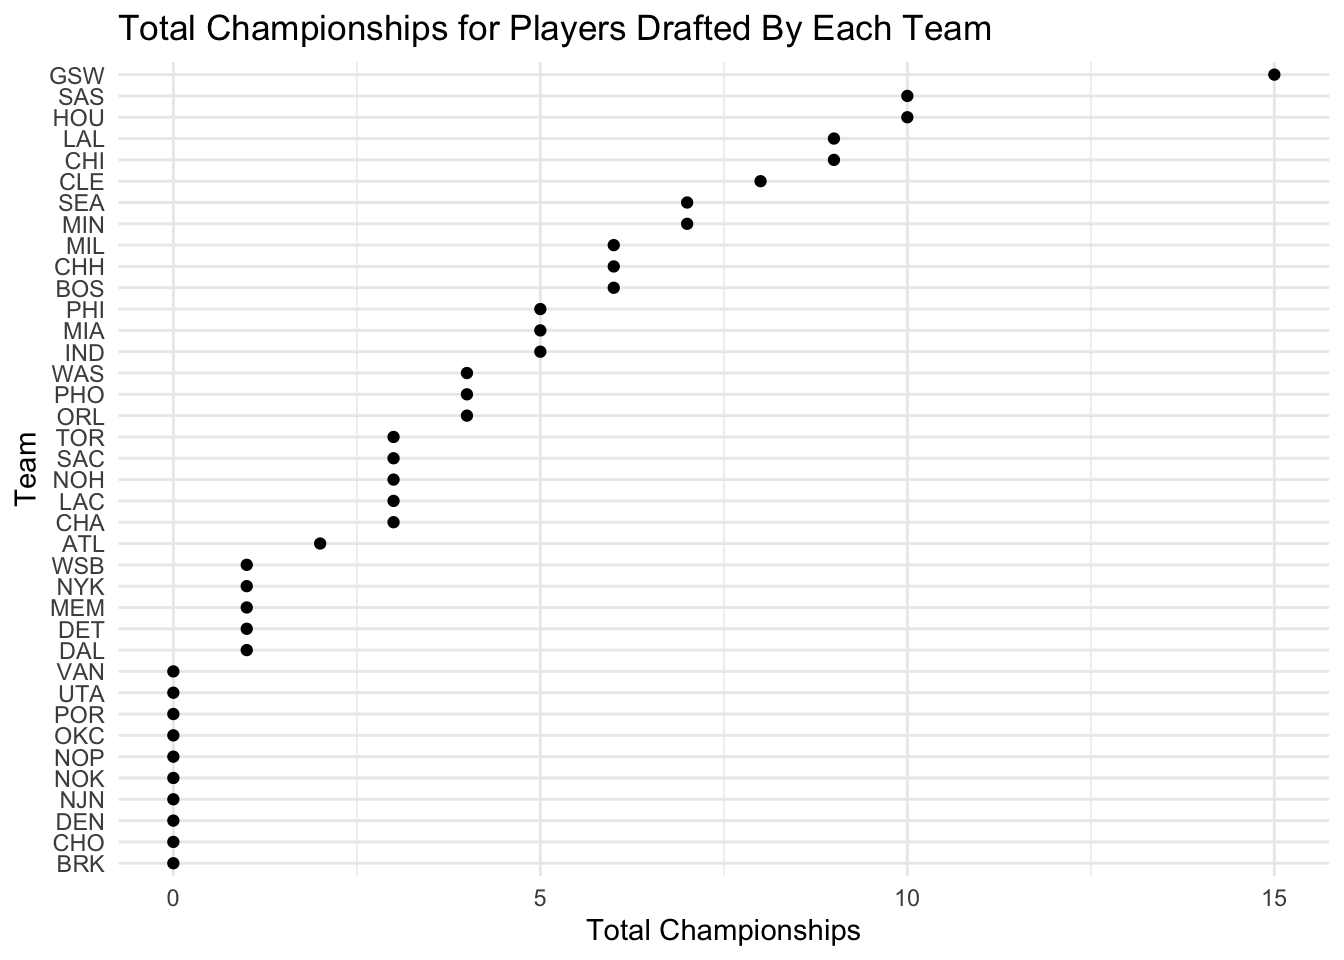 Total Championships for Players Drafted By Each Team
GSW
SAS
HOU
LAL
CHI
CLE
SEA
MIN
MIL
CHH
BOS
PHI
MIA
IND
WAS
PHO
ORL
TOR
SAC
NOH
LAC
CHA
ATL
WSB
NYK
MEM
DET
DAL
VAN
UTA
POR
OKC
NOP
NOK
NJN
DEN
CHO
BRK
Team
0 5 10 15
Total Championships